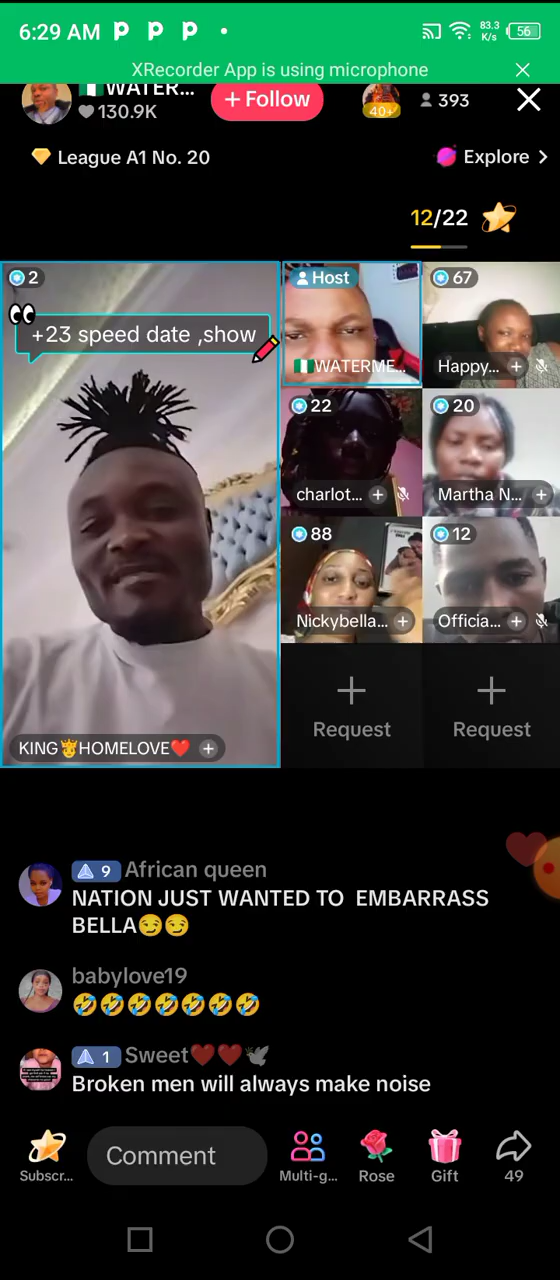 6:29 AM
83.3
K/s
56
XRecorder App is using microphone
WATER...
130.9K
+ Follow
40+
393
League A1 No. 20
Explore
12/22
2
+23 speed date ,show
Host
WATERME...
67
Happy...
22
charlot...
20
Martha N...
88
Nickybella...
12
Officia...
KING🤴HOMELOVE❤️
Request
Request
9 African queen
NATION JUST WANTED TO EMBARRASS
BELLA😏😏
babylove19
🤣🤣🤣🤣🤣🤣🤣
1 Sweet❤️❤️🕊
Broken men will always make noise
Subscr...
Comment
Multi-g...
Rose
Gift
49